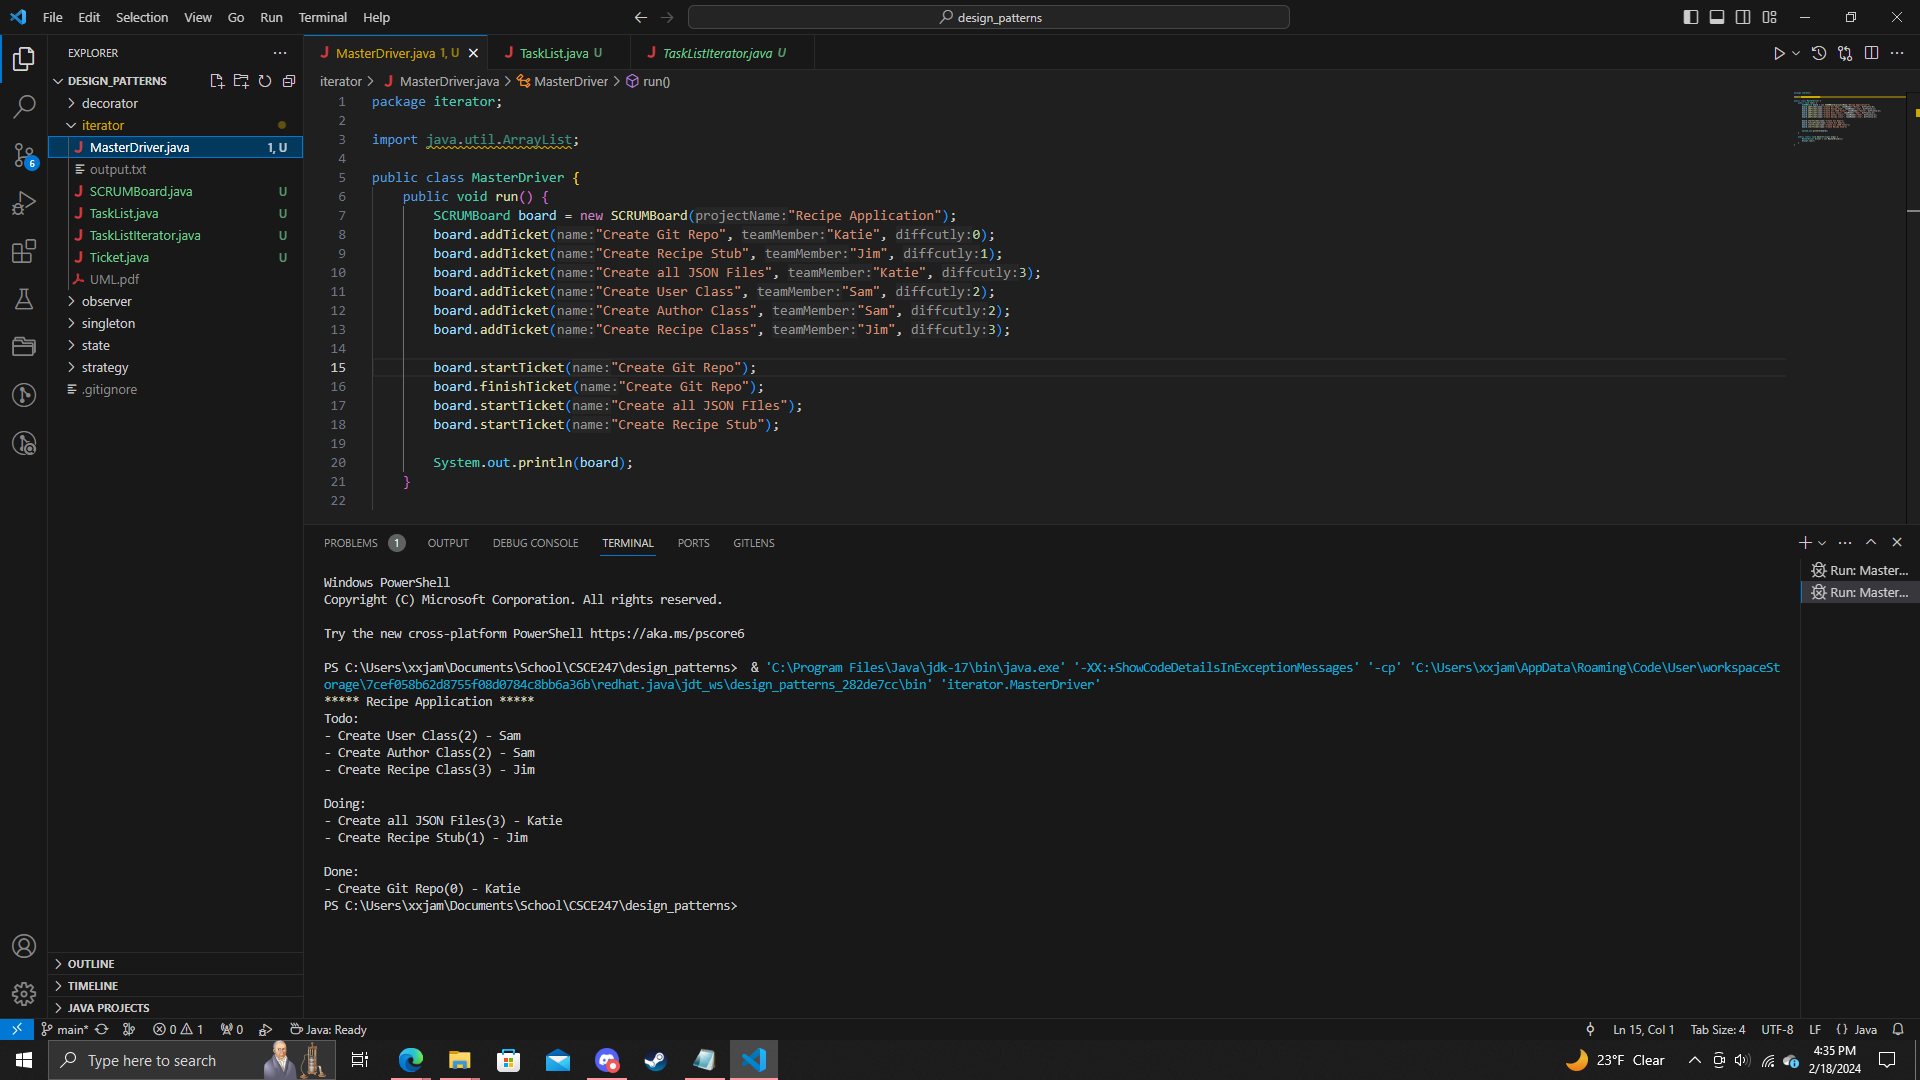 File Edit Selection View Go Run Terminal Help
design_patterns
EXPLORER
DESIGN_PATTERNS
decorator
iterator
MasterDriver.java 1, U
output.txt
SCRUMBoard.java U
TaskList.java U
TaskListIterator.java U
Ticket.java U
UML.pdf
observer
singleton
state
strategy
.gitignore
OUTLINE
TIMELINE
JAVA PROJECTS
6
MasterDriver.java 1, U TaskList.java U TaskListIterator.java U
iterator > MasterDriver.java > MasterDriver > run()
1 package iterator;
2
3 import java.util.ArrayList;
4
5 public class MasterDriver {
6 public void run() {
7 SCRUMBoard board = new SCRUMBoard(projectName:"Recipe Application");
8 board.addTicket(name:"Create Git Repo", teamMember:"Katie", diffcutly:0);
9 board.addTicket(name:"Create Recipe Stub", teamMember:"Jim", diffcutly:1);
10 board.addTicket(name:"Create all JSON Files", teamMember:"Katie", diffcutly:3);
11 board.addTicket(name:"Create User Class", teamMember:"Sam", diffcutly:2);
12 board.addTicket(name:"Create Author Class", teamMember:"Sam", diffcutly:2);
13 board.addTicket(name:"Create Recipe Class", teamMember:"Jim", diffcutly:3);
14
15 board.startTicket(name:"Create Git Repo");
16 board.finishTicket(name:"Create Git Repo");
17 board.startTicket(name:"Create all JSON FIles");
18 board.startTicket(name:"Create Recipe Stub");
19
20 System.out.println(board);
21 }
22
PROBLEMS 1 OUTPUT DEBUG CONSOLE TERMINAL PORTS GITLENS
Run: Master...
Run: Master...
Windows PowerShell
Copyright (C) Microsoft Corporation. All rights reserved.
Try the new cross-platform PowerShell https://aka.ms/pscore6
PS C:\Users\xxjam\Documents\School\CSCE247\design_patterns>  & 'C:\Program Files\Java\jdk-17\bin\java.exe' '-XX:+ShowCodeDetailsInExceptionMessages' '-cp' 'C:\Users\xxjam\AppData\Roaming\Code\User\workspaceSt
orage\7cef058b62d8755f08d0784c8bb6a36b\redhat.java\jdt_ws\design_patterns_282de7cc\bin' 'iterator.MasterDriver'
***** Recipe Application *****
Todo:
- Create User Class(2) - Sam
- Create Author Class(2) - Sam
- Create Recipe Class(3) - Jim
Doing:
- Create all JSON Files(3) - Katie
- Create Recipe Stub(1) - Jim
Done:
- Create Git Repo(0) - Katie
PS C:\Users\xxjam\Documents\School\CSCE247\design_patterns>
main* 0 1 0 Java: Ready Ln 15, Col 1 Tab Size: 4 UTF-8 LF {} Java
Type here to search
23°F Clear
4:35 PM
2/18/2024